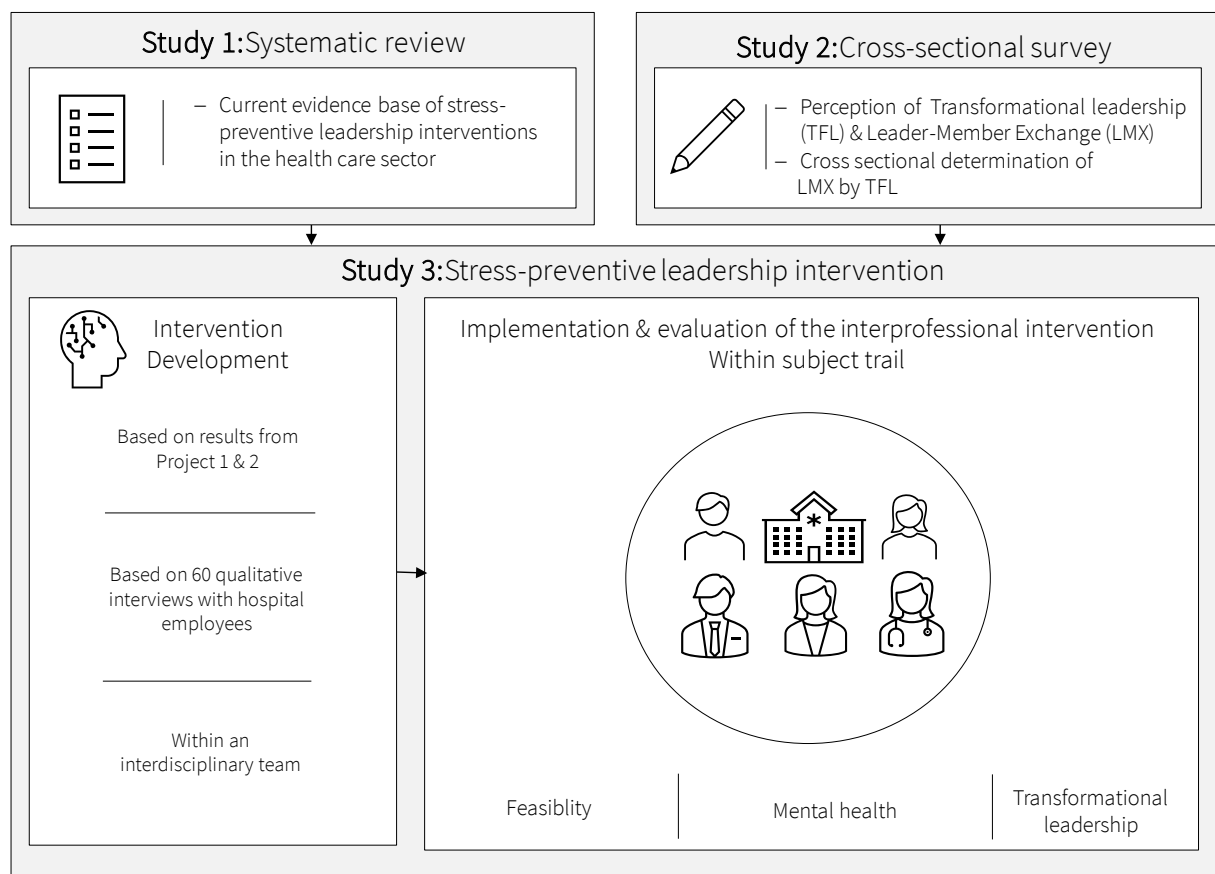 Study 1:Systematic review
– Current evidence base of stress-
preventive leadership interventions
in the health care sector
Study 2:Cross-sectional survey
– Perception of Transformational leadership
(TFL) & Leader-Member Exchange (LMX)
– Cross sectional determination of
LMX by TFL
Study 3:Stress-preventive leadership intervention
Intervention
Development
Based on results from
Project 1 & 2
Based on 60 qualitative
interviews with hospital
employees
Within an
interdisciplinary team
Implementation & evaluation of the interprofessional intervention
Within subject trail
Feasiblity
Mental health
Transformational
leadership